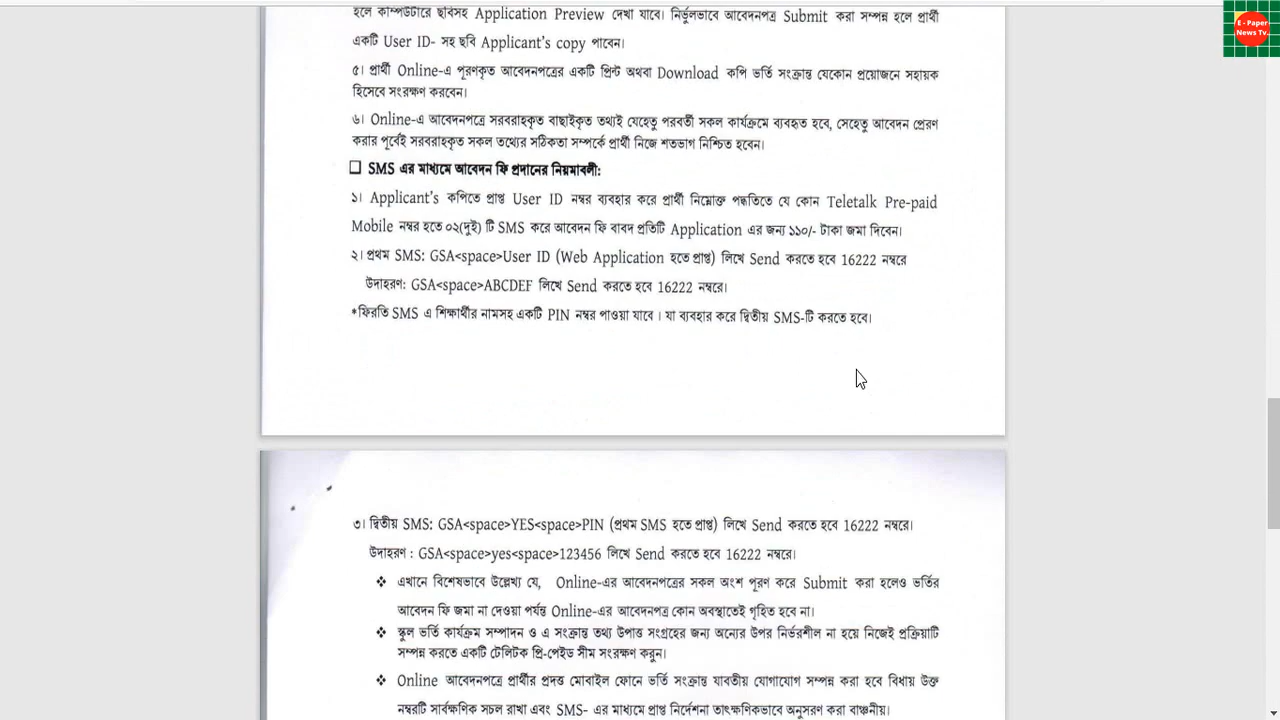 হলে কম্পিউটারে ছবিসহ Application Preview দেখা যাবে। নির্ভুলভাবে আবেদনপত্র Submit করা সম্পন্ন হলে প্রার্থী
একটি User ID- সহ ছবি Applicant's copy পাবেন।
৫। প্রার্থী Online-এ পূরণকৃত আবেদনপত্রের একটি প্রিন্ট অথবা Download কপি ভর্তি সংক্রান্ত যেকোন প্রয়োজনে সহায়ক
হিসেবে সংরক্ষণ করবেন।
৬। Online-এ আবেদনপত্রে সরবরাহকৃত বাছাইকৃত তথ্যই যেহেতু পরবর্তী সকল কার্যক্রমে ব্যবহৃত হবে, সেহেতু আবেদন প্রেরণ
করার পূর্বেই সরবরাহকৃত সকল তথ্যের সঠিকতা সম্পর্কে প্রার্থী নিজে শতভাগ নিশ্চিত হবেন।
❑ SMS এর মাধ্যমে আবেদন ফি প্রদানের নিয়মাবলী:
১। Applicant's কপিতে প্রাপ্ত User ID নম্বর ব্যবহার করে প্রার্থী নিম্নোক্ত পদ্ধতিতে যে কোন Teletalk Pre-paid
Mobile নম্বর হতে ০২(দুই) টি SMS করে আবেদন ফি বাবদ প্রতিটি Application এর জন্য ১১০/- টাকা জমা দিবেন।
২। প্রথম SMS: GSA<space>User ID (Web Application হতে প্রাপ্ত) লিখে Send করতে হবে 16222 নম্বরে
উদাহরণ: GSA<space>ABCDEF লিখে Send করতে হবে 16222 নম্বরে।
*ফিরতি SMS এ শিক্ষার্থীর নামসহ একটি PIN নম্বর পাওয়া যাবে। যা ব্যবহার করে দ্বিতীয় SMS-টি করতে হবে।
৩। দ্বিতীয় SMS: GSA<space>YES<space>PIN (প্রথম SMS হতে প্রাপ্ত) লিখে Send করতে হবে 16222 নম্বরে।
উদাহরণ : GSA<space>yes<space>123456 লিখে Send করতে হবে 16222 নম্বরে।
❖ এখানে বিশেষভাবে উল্লেখ্য যে, Online-এর আবেদনপত্রের সকল অংশ পূরণ করে Submit করা হলেও ভর্তির
আবেদন ফি জমা না দেওয়া পর্যন্ত Online-এর আবেদনপত্র কোন অবস্থাতেই গৃহিত হবে না।
❖ স্কুল ভর্তি কার্যক্রম সম্পাদন ও এ সংক্রান্ত তথ্য উপাত্ত সংগ্রহের জন্য অন্যের উপর নির্ভরশীল না হয়ে নিজেই প্রক্রিয়াটি
সম্পন্ন করতে একটি টেলিটক প্রি-পেইড সীম সংরক্ষণ করুন।
❖ Online আবেদনপত্রে প্রার্থীর প্রদত্ত মোবাইল ফোনে ভর্তি সংক্রান্ত যাবতীয় যোগাযোগ সম্পন্ন করা হবে বিধায় উক্ত
নম্বরটি সার্বক্ষণিক সচল রাখা এবং SMS- এর মাধ্যমে প্রাপ্ত নির্দেশনা তাৎক্ষণিকভাবে অনুসরণ করা বাঞ্চনীয়।
E - Paper
News Tv.